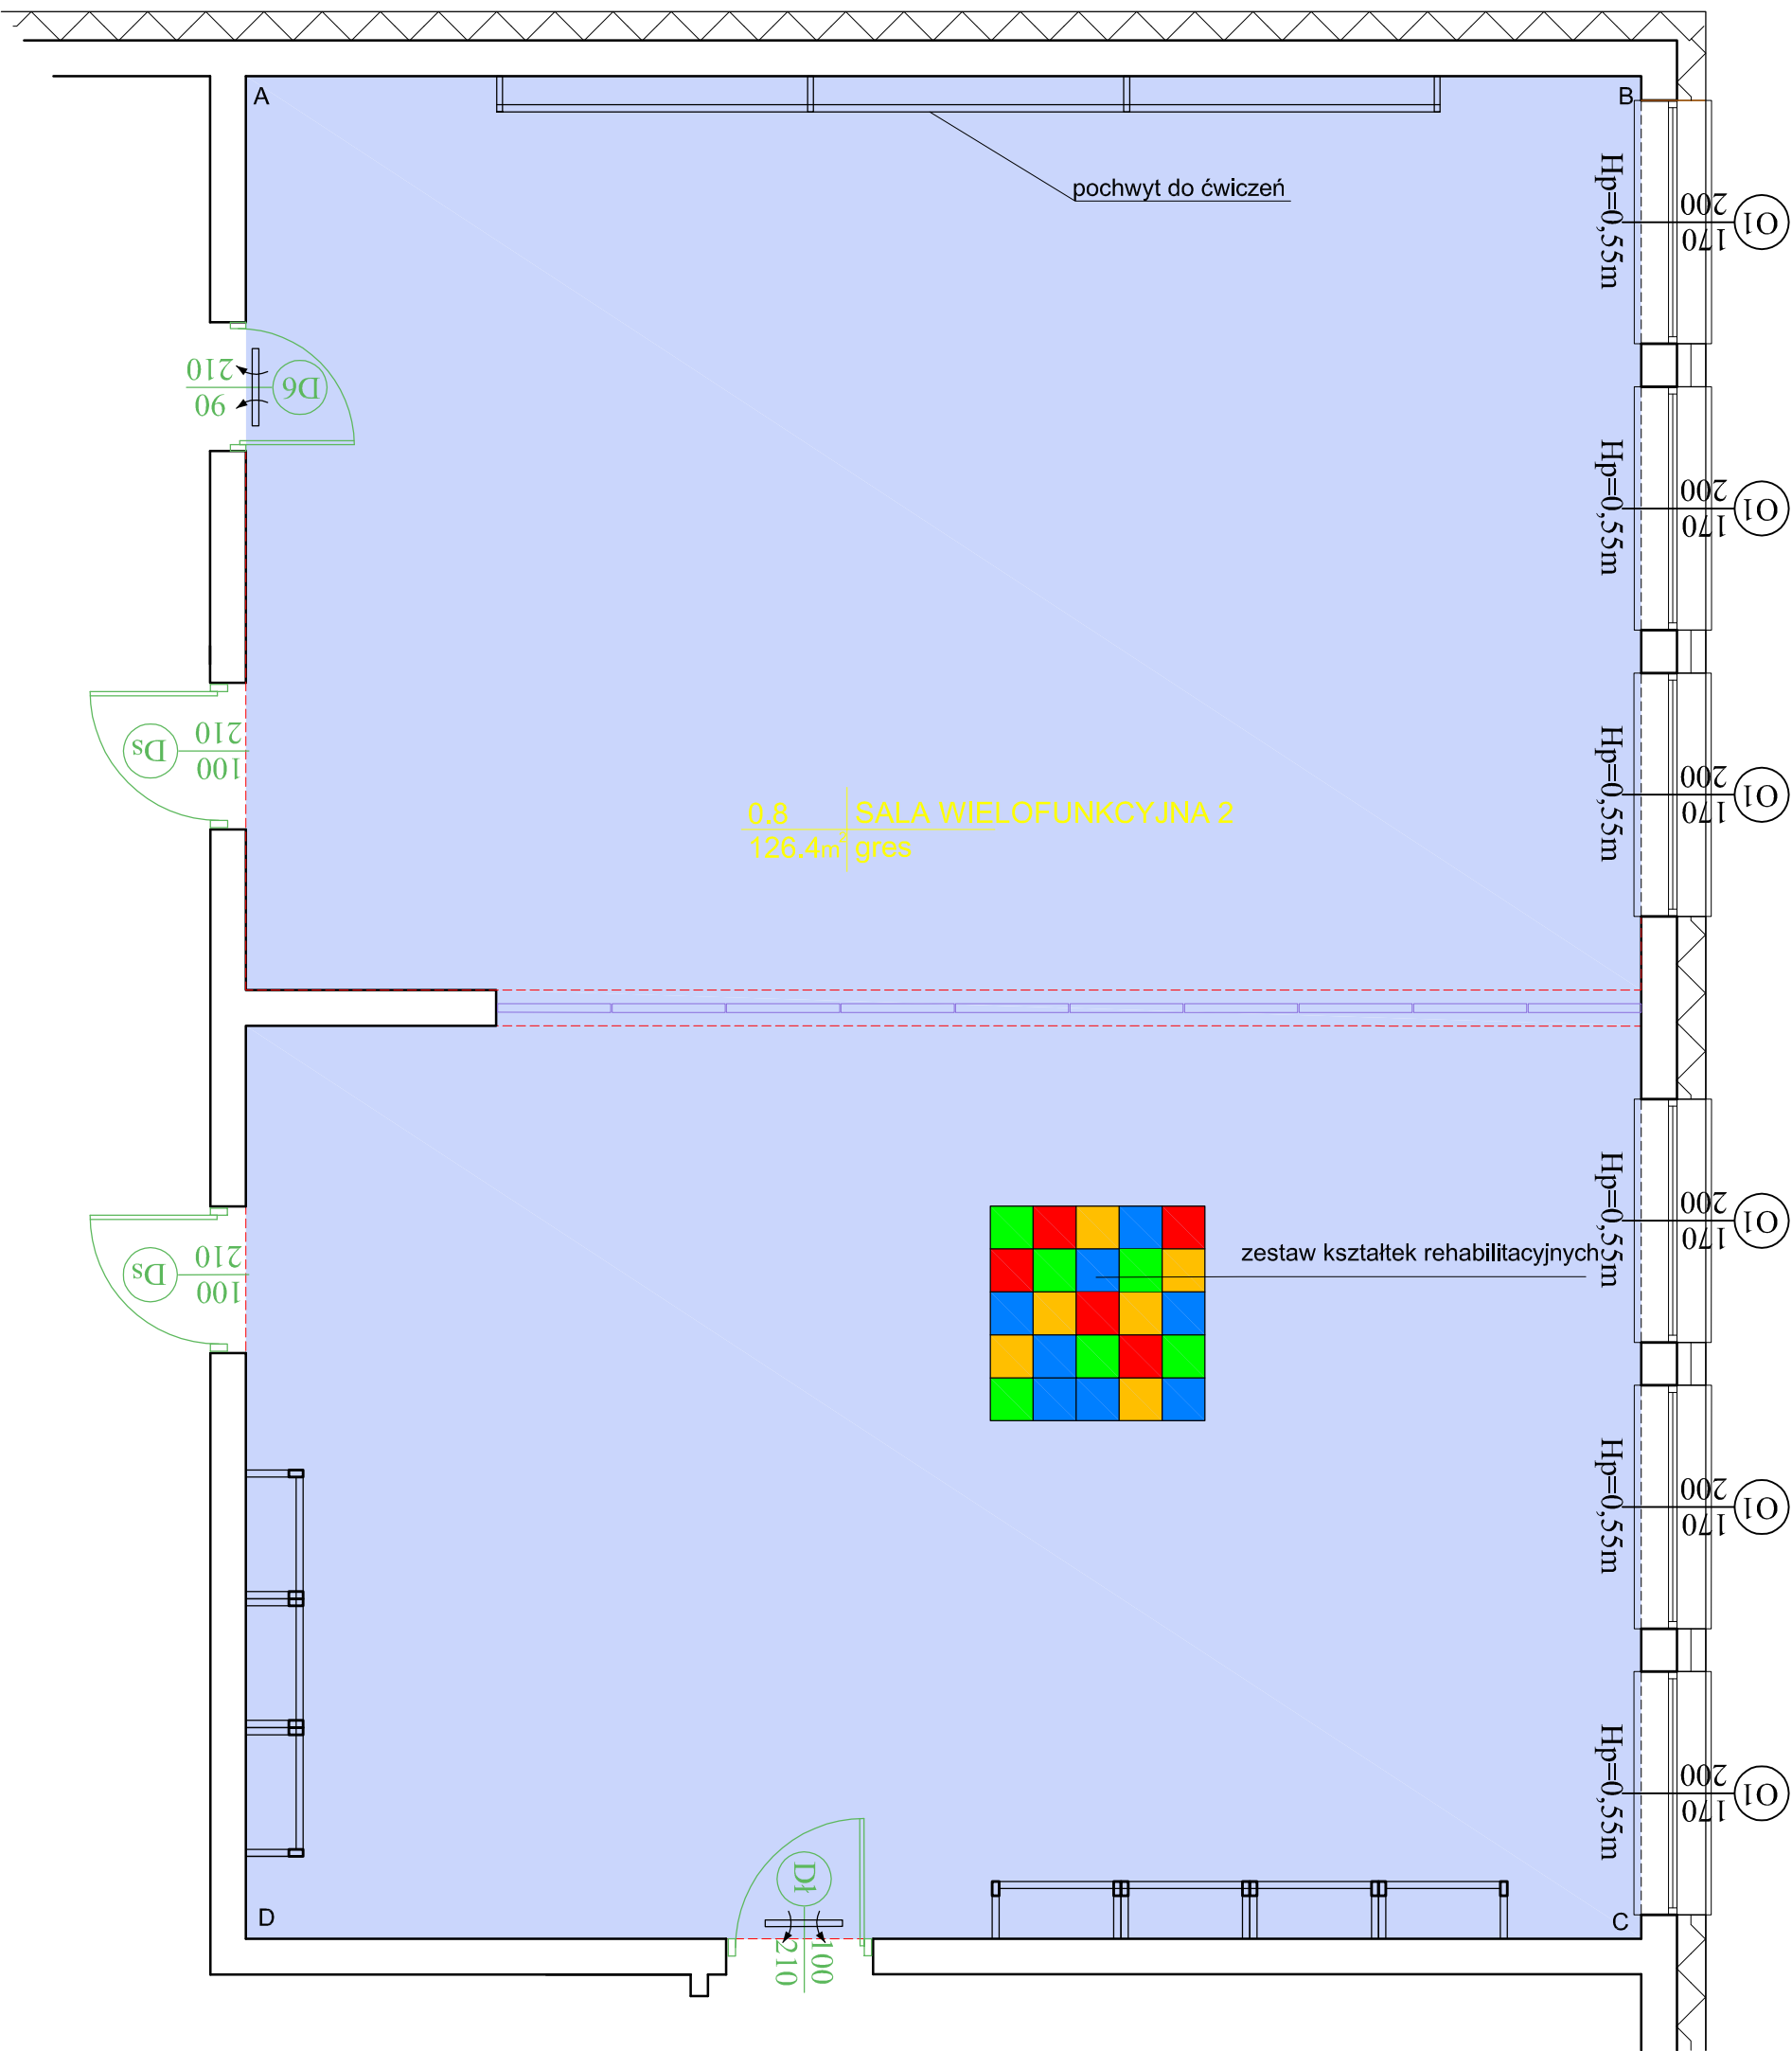 A
B
pochwyt do ćwiczeń
Hp=0,55m
200
170
O1
210
90
D6
Hp=0,55m
200
170
O1
Ds
210
100
Hp=0,55m
200
170
O1
0.8 SALA WIELOFUNKCYJNA 2
126.4m² gres
Ds
210
100
zestaw kształtek rehabilitacyjnych
Hp=0,55m
200
170
O1
Hp=0,55m
200
170
O1
Hp=0,55m
200
170
O1
D1
100
210
D
C